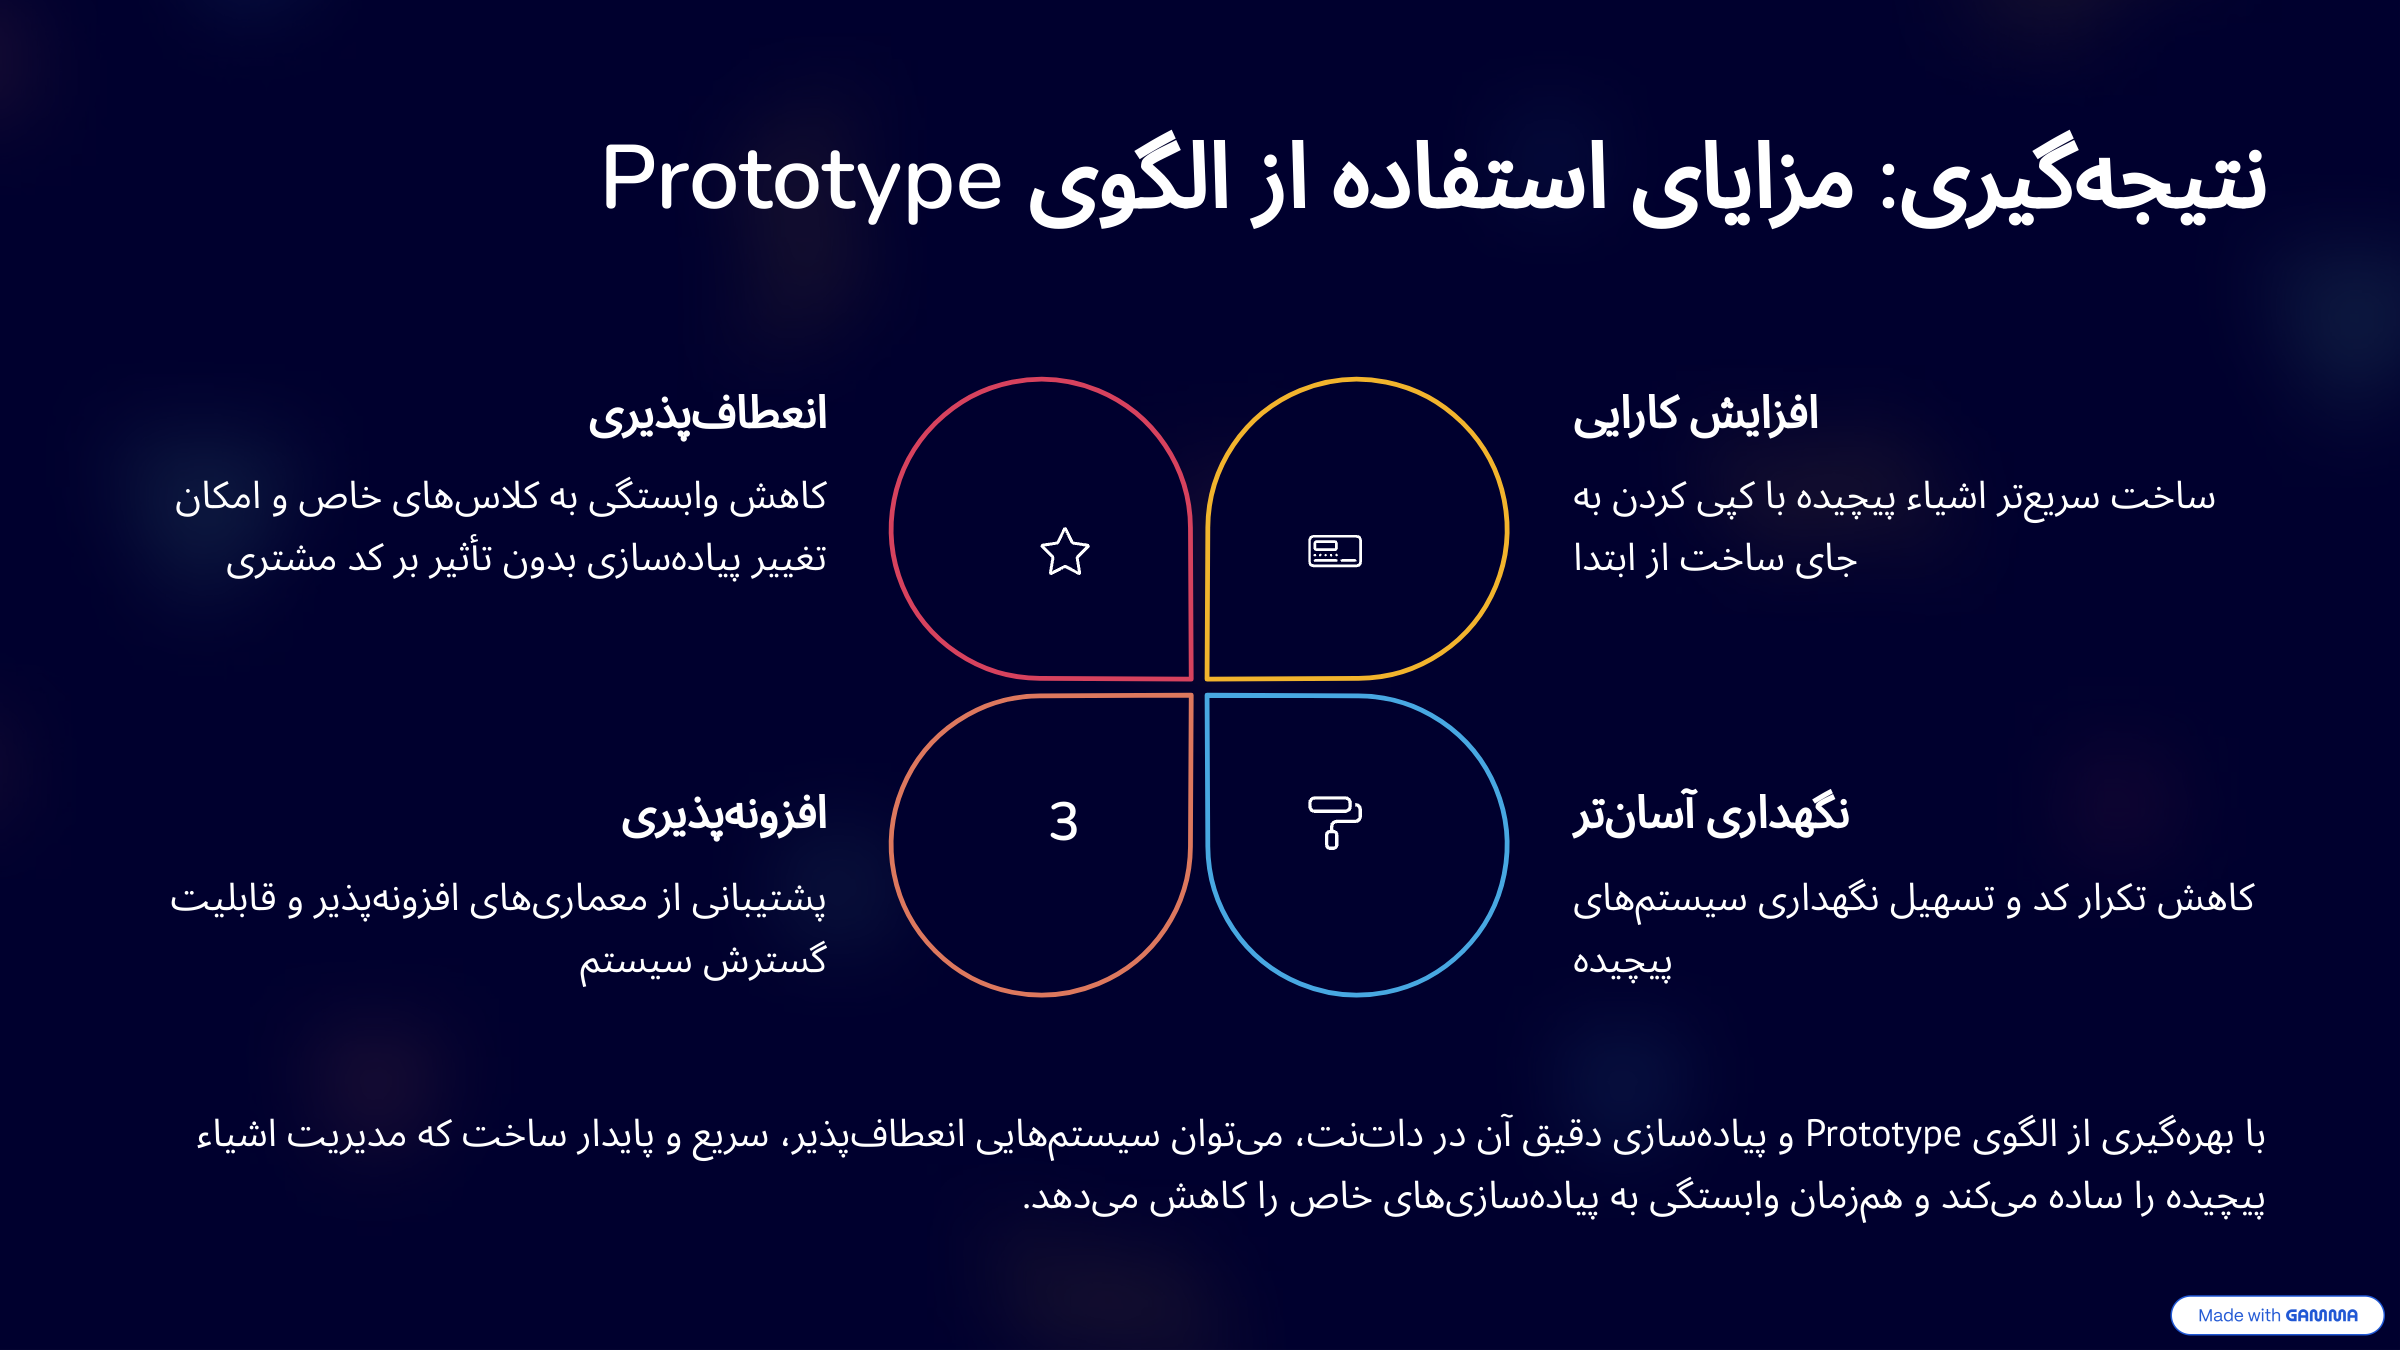 نتیجه‌گیری: مزایای استفاده از الگوی Prototype
افزایش کارایی
ساخت سریع‌تر اشیاء پیچیده با کپی کردن به
جای ساخت از ابتدا
انعطاف‌پذیری
کاهش وابستگی به کلاس‌های خاص و امکان
تغییر پیاده‌سازی بدون تأثیر بر کد مشتری
نگهداری آسان‌تر
کاهش تکرار کد و تسهیل نگهداری سیستم‌های
پیچیده
3
افزونه‌پذیری
پشتیبانی از معماری‌های افزونه‌پذیر و قابلیت
گسترش سیستم
با بهره‌گیری از الگوی Prototype و پیاده‌سازی دقیق آن در دات‌نت، می‌توان سیستم‌هایی انعطاف‌پذیر، سریع و پایدار ساخت که مدیریت اشیاء
پیچیده را ساده می‌کند و هم‌زمان وابستگی به پیاده‌سازی‌های خاص را کاهش می‌دهد.
Made with GAMMA